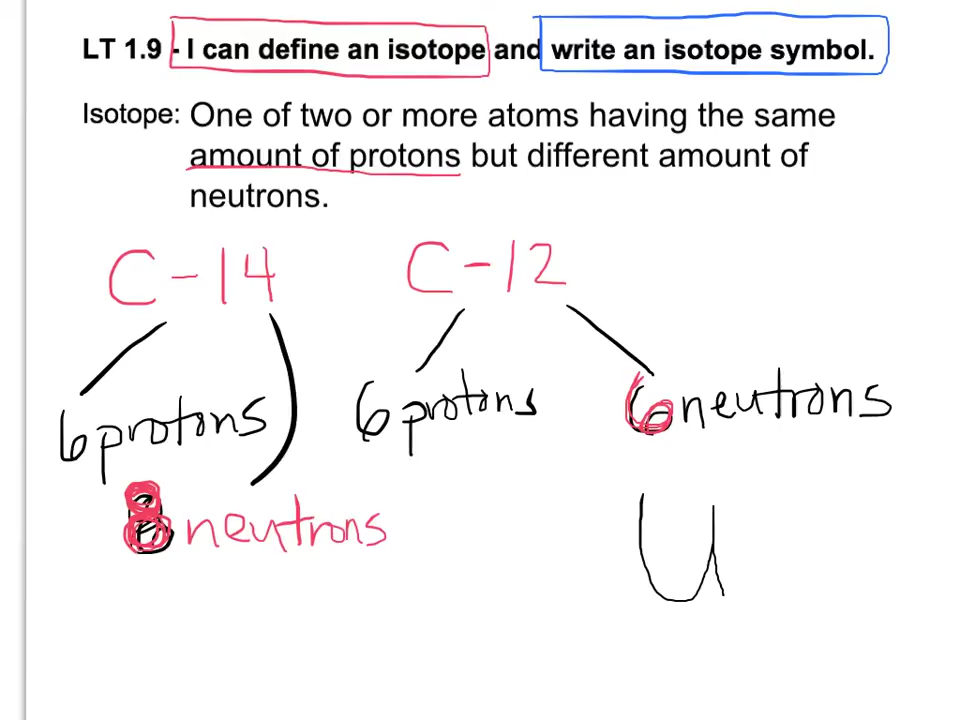 LT 1.9 - I can define an isotope and write an isotope symbol.
Isotope: One of two or more atoms having the same
amount of protons but different amount of
neutrons.
C-14 C-12
6 protons 6 protons 6 neutrons
8 neutrons
U